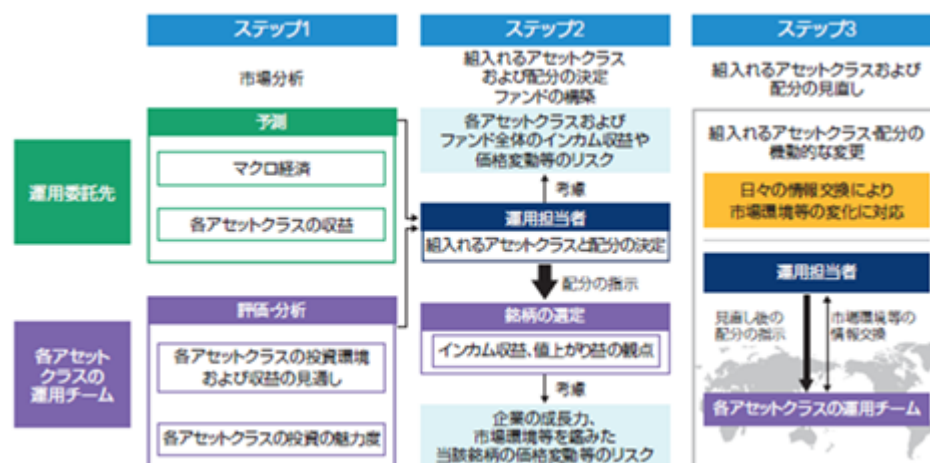 ステップ1
ステップ2
ステップ3
市場分析
組入れるアセットクラス
および配分の決定
ファンドの構築
組入れるアセットクラスおよび
配分の見直し
運用委託先
予測
マクロ経済
各アセットクラスの収益
各アセット
クラスの
運用チーム
評価・分析
各アセットクラスの投資環境
および収益の見通し
各アセットクラスの投資の魅力度
各アセットクラスおよび
ファンド全体のインカム収益や
価格変動等のリスク
考慮
運用担当者
組入れるアセットクラスと配分の決定
配分の指示
銘柄の選定
インカム収益、値上がり益の観点
考慮
企業の成長力、
市場環境等を鑑みた
当該銘柄の価格変動等のリスク
組入れるアセットクラス・配分の
機動的な変更
日々の情報交換により
市場環境等の変化に対応
運用担当者
見直し後の
配分の指示
市場環境等の
情報交換
各アセットクラスの運用チーム